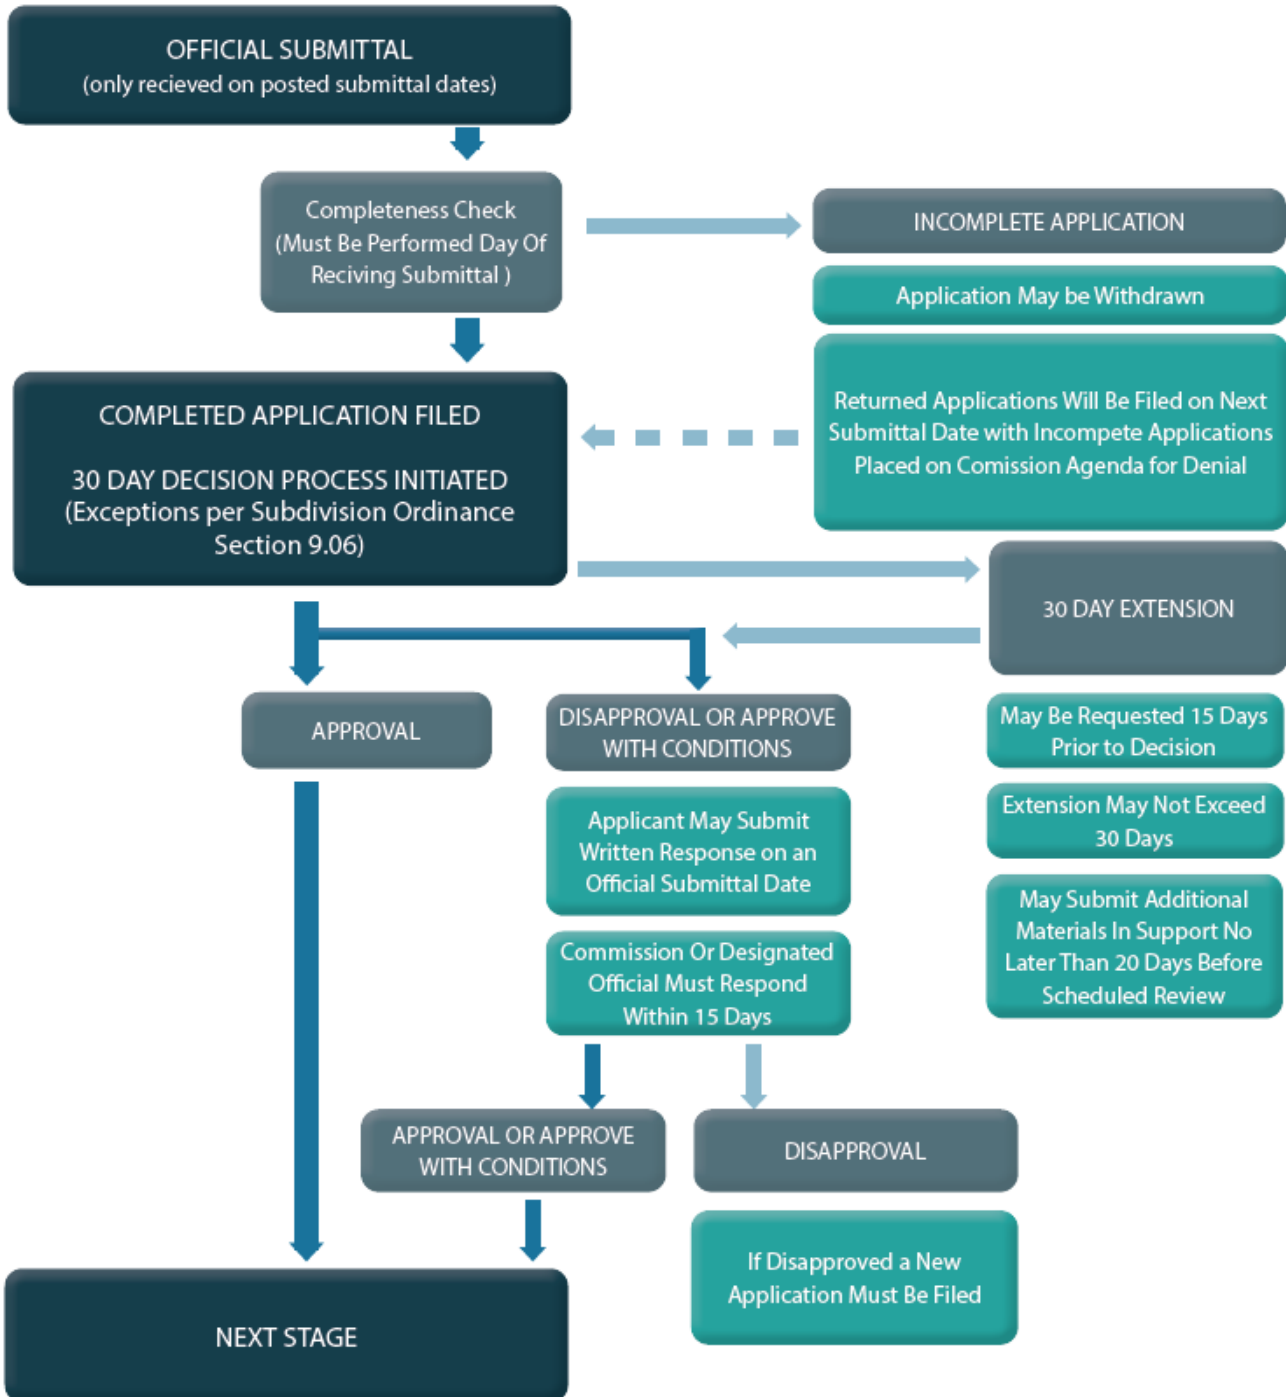 OFFICIAL SUBMITTAL
(only recieved on posted submittal dates)
Completeness Check
(Must Be Performed Day Of
Reciving Submittal )
INCOMPLETE APPLICATION
Application May be Withdrawn
Returned Applications Will Be Filed on Next
Submittal Date with Incompete Applications
Placed on Comission Agenda for Denial
COMPLETED APPLICATION FILED
30 DAY DECISION PROCESS INITIATED
(Exceptions per Subdivision Ordinance
Section 9.06)
30 DAY EXTENSION
May Be Requested 15 Days
Prior to Decision
Extension May Not Exceed
30 Days
May Submit Additional
Materials In Support No
Later Than 20 Days Before
Scheduled Review
APPROVAL
DISAPPROVAL OR APPROVE
WITH CONDITIONS
Applicant May Submit
Written Response on an
Official Submittal Date
Commission Or Designated
Official Must Respond
Within 15 Days
APPROVAL OR APPROVE
WITH CONDITIONS
DISAPPROVAL
If Disapproved a New
Application Must Be Filed
NEXT STAGE